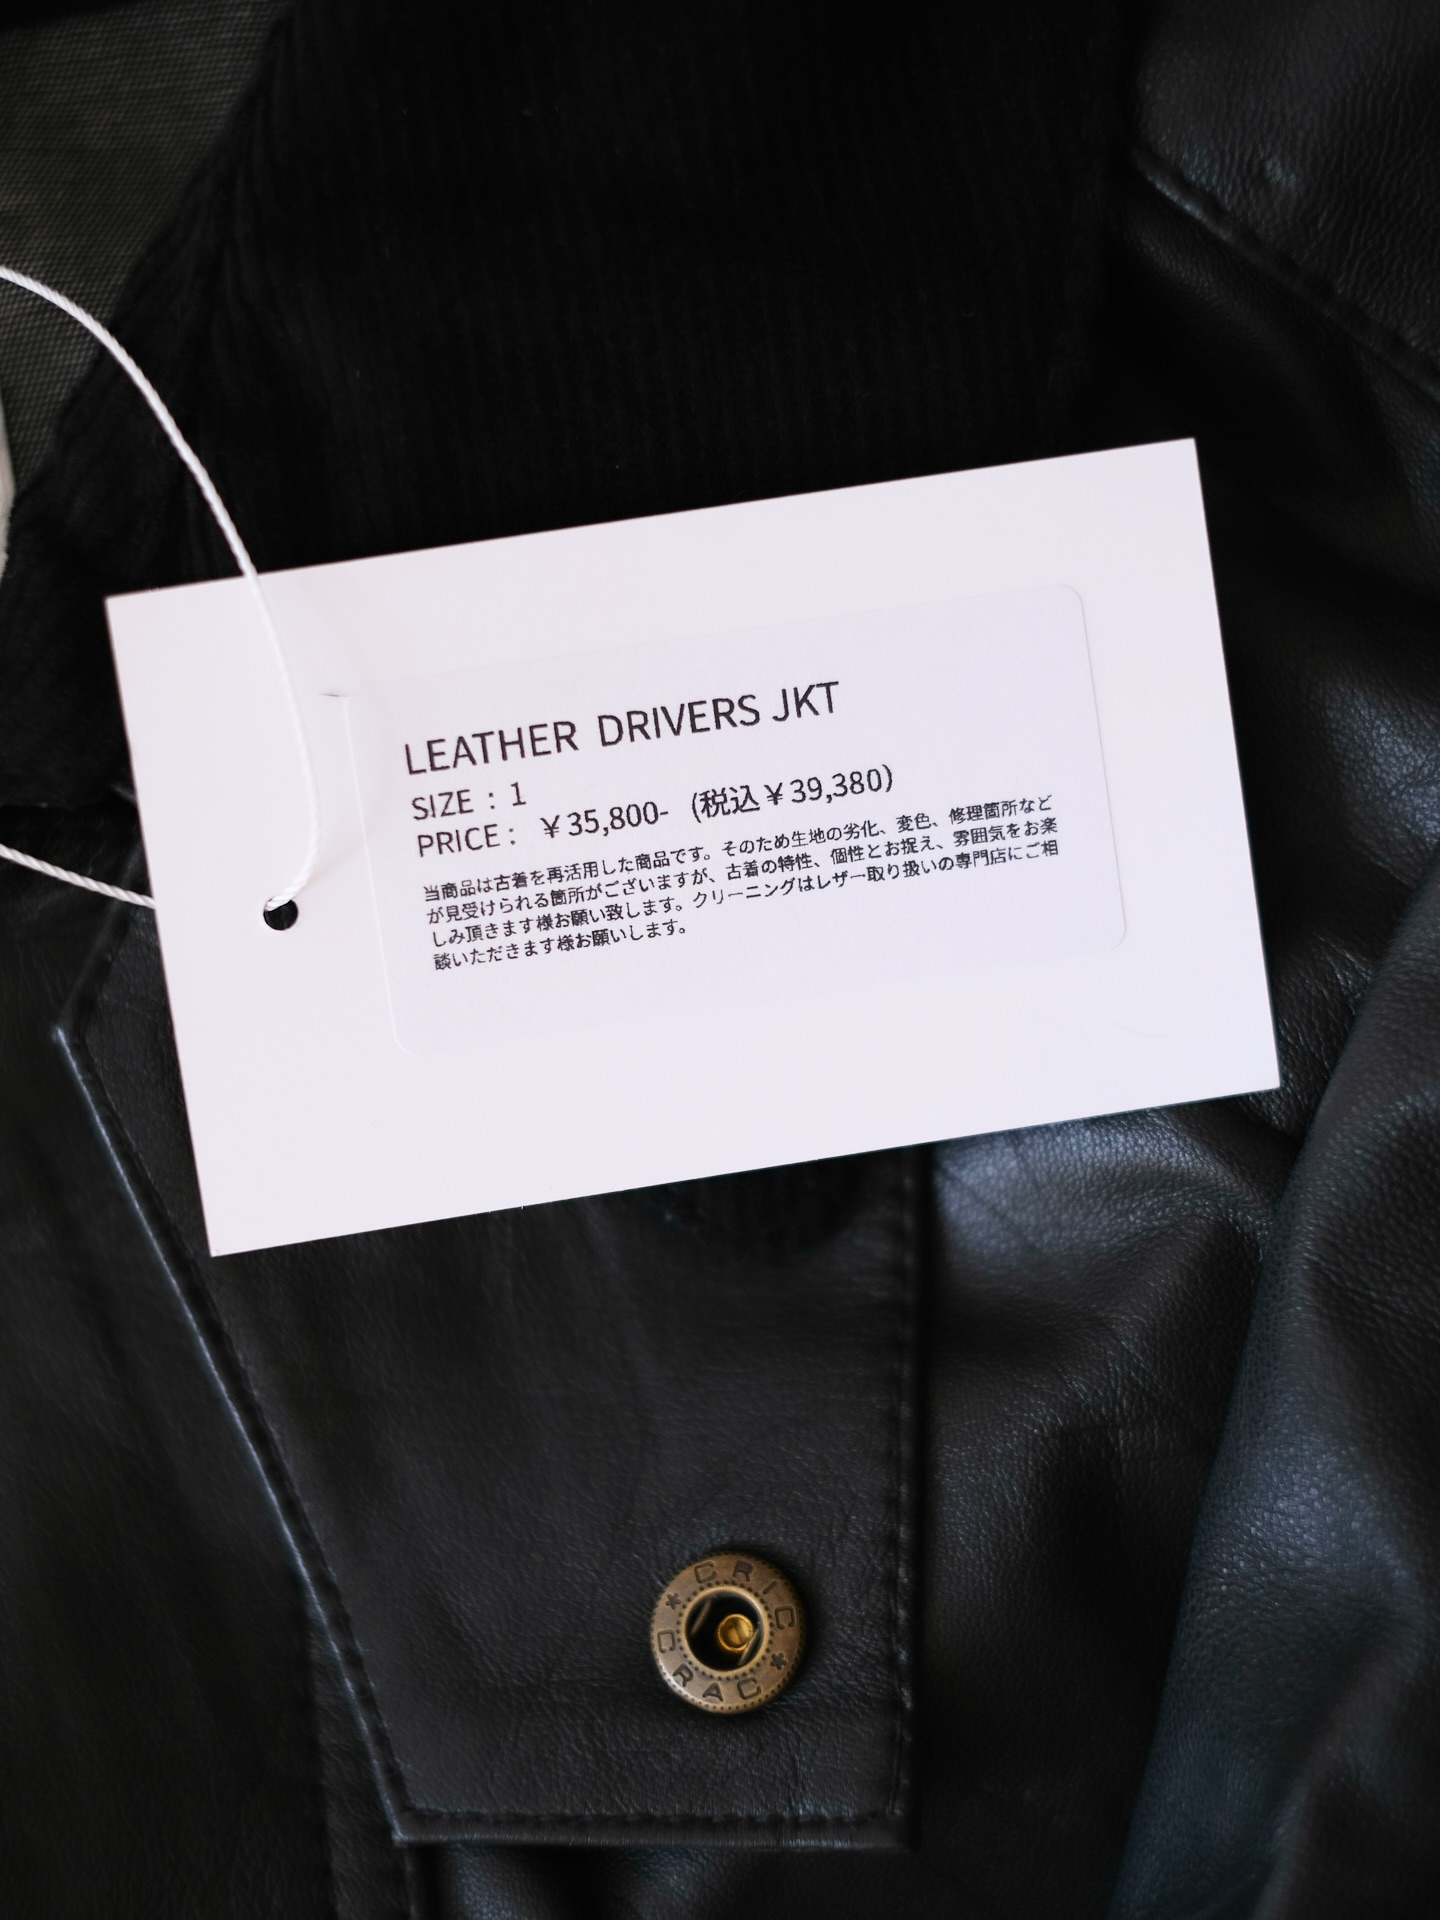 LEATHER DRIVERS JKT
SIZE : 1
PRICE : ¥35,800- (税込¥39,380)
当商品は古着を再活用した商品です。そのため生地の劣化、変色、修理箇所など
が見受けられる箇所がございますが、古着の特性、個性とお捉え、雰囲気をお楽
しみ頂きます様お願い致します。クリーニングはレザー取り扱いの専門店にご相
談いただきます様お願いします。
CRIC
CRAC